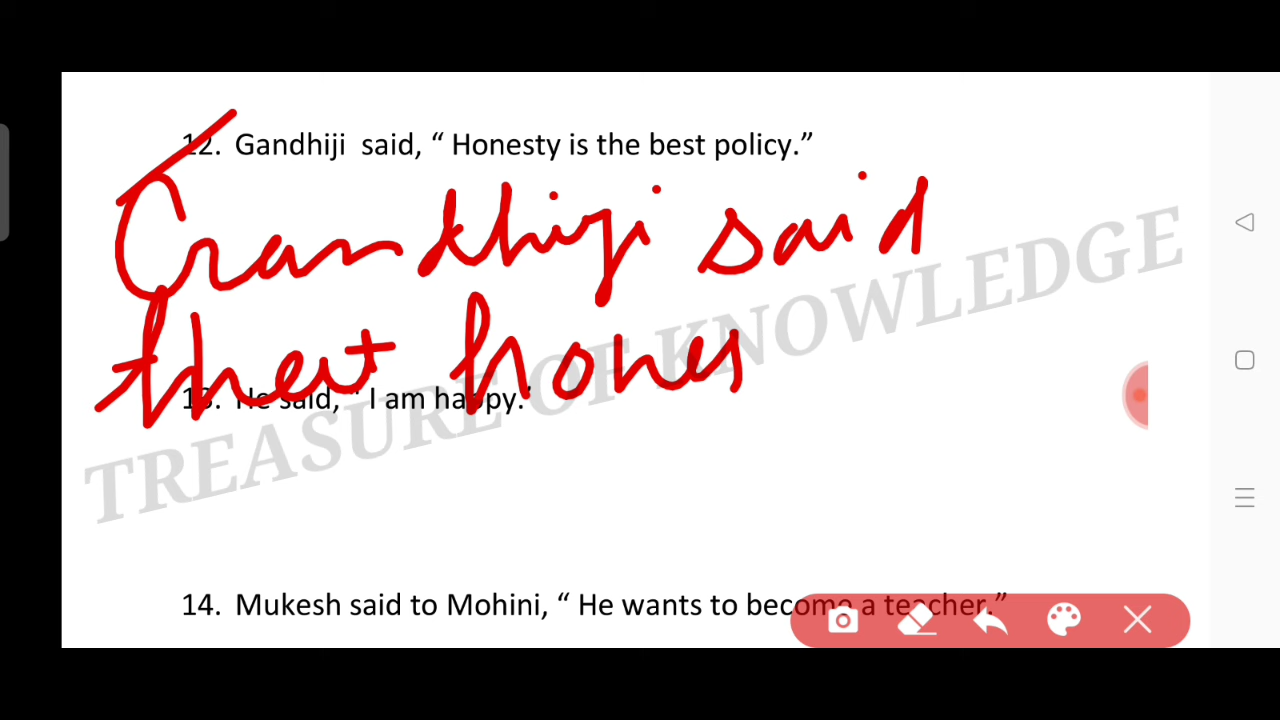 12. Gandhiji said, “ Honesty is the best policy.”
Gandhiji said
that hones
13. He said, “ I am happy.”
TREASURE OF KNOWLEDGE
14. Mukesh said to Mohini, “ He wants to become a teacher.”